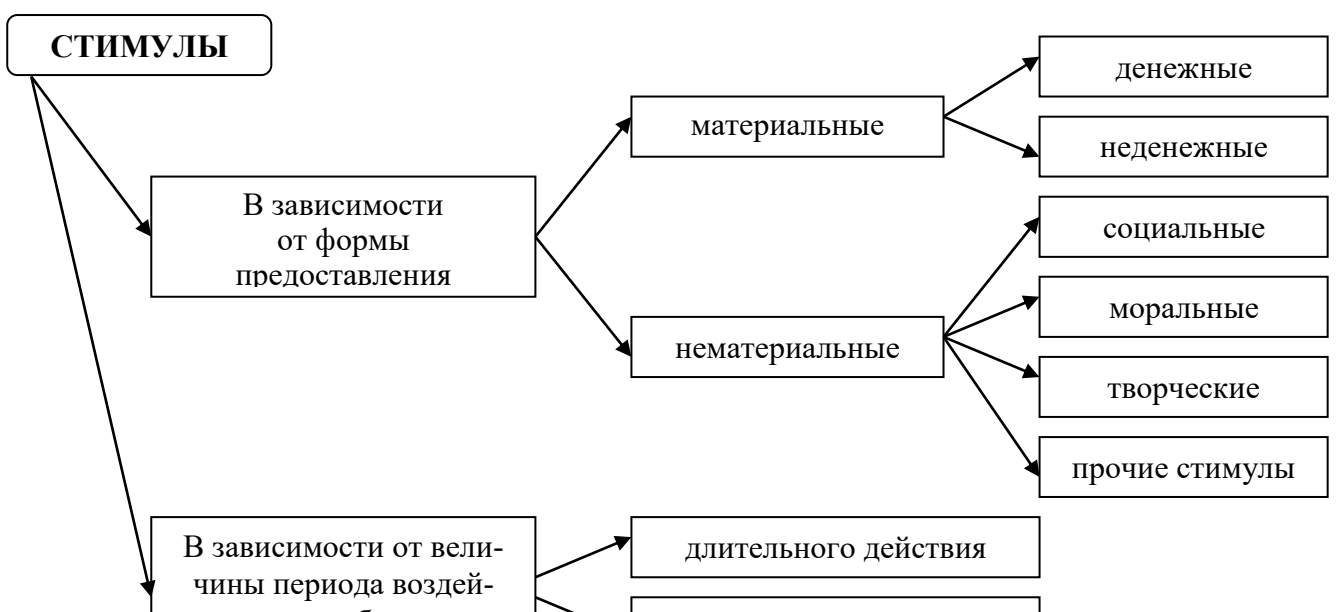 СТИМУЛЫ
В зависимости
от формы
предоставления
материальные
денежные
неденежные
нематериальные
социальные
моральные
творческие
прочие стимулы
В зависимости от вели-
чины периода воздей-
длительного действия